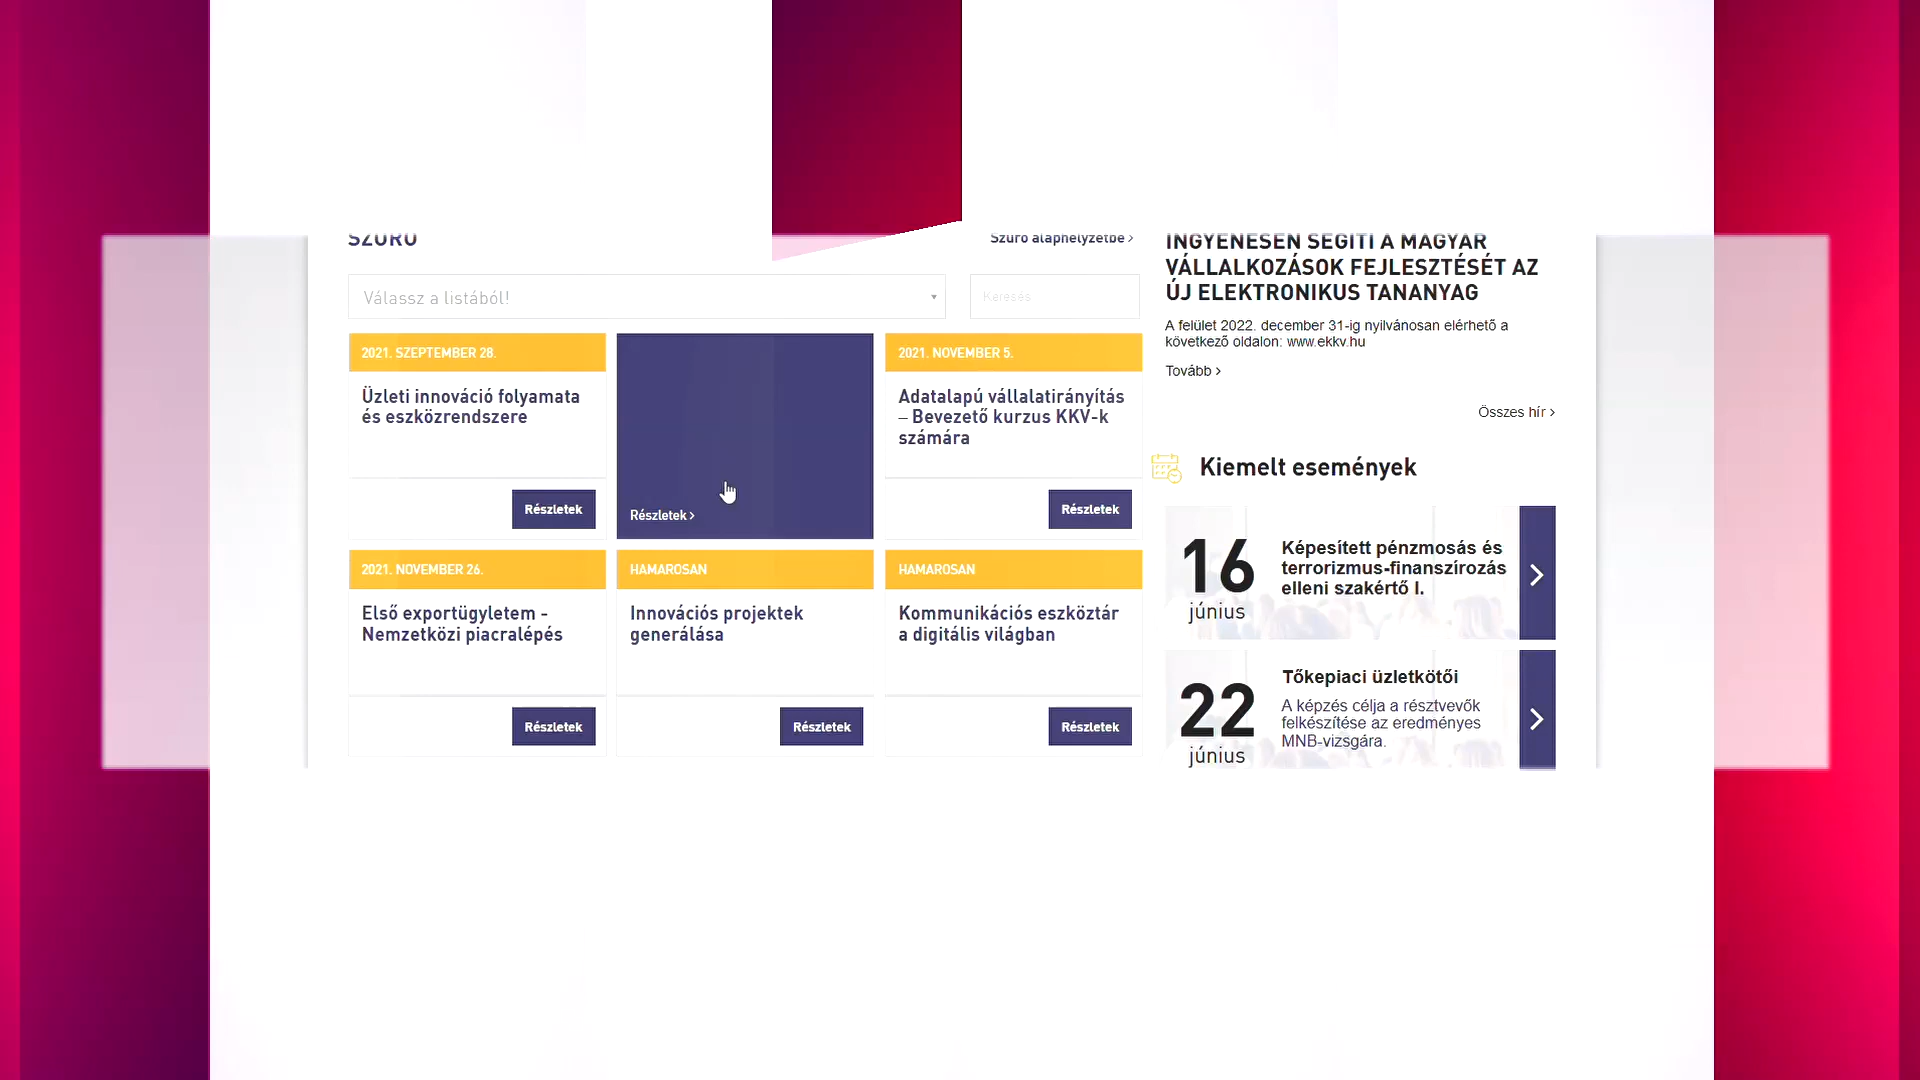 SZŰRŐ
Szűrő alaphelyzetbe ›
Válassz a listából!
Keresés
2021. SZEPTEMBER 28.
Üzleti innováció folyamata
és eszközrendszere
Részletek
Részletek ›
2021. NOVEMBER 5.
Adatalapú vállalatirányítás
– Bevezető kurzus KKV-k
számára
Részletek
2021. NOVEMBER 26.
Első exportügyletem -
Nemzetközi piacralépés
Részletek
HAMAROSAN
Innovációs projektek
generálása
Részletek
HAMAROSAN
Kommunikációs eszköztár
a digitális világban
Részletek
INGYENESEN SEGÍTI A MAGYAR
VÁLLALKOZÁSOK FEJLESZTÉSÉT AZ
ÚJ ELEKTRONIKUS TANANYAG
A felület 2022. december 31-ig nyilvánosan elérhető a
következő oldalon: www.ekkv.hu
Tovább ›
Összes hír ›
Kiemelt események
16
június
Képesített pénzmosás és
terrorizmus-finanszírozás
elleni szakértő I.
22
június
Tőkepiaci üzletkötői
A képzés célja a résztvevők
felkészítése az eredményes
MNB-vizsgára.